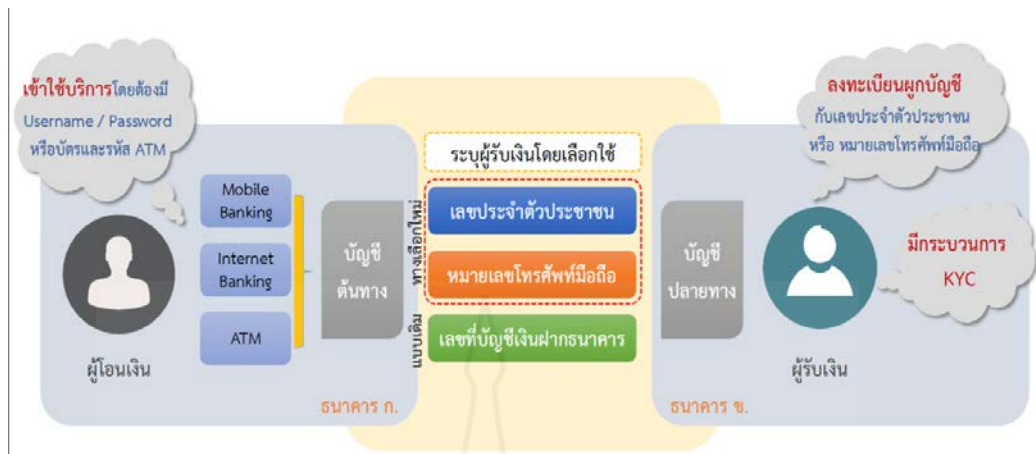 เข้าใช้บริการโดยต้องมี
Username / Password
หรือบัตรและรหัส ATM
Mobile
Banking
Internet
Banking
ATM
ผู้โอนเงิน
บัญชี
ต้นทาง
ธนาคาร ก.
ระบุผู้รับเงินโดยเลือกใช้
ทางเลือกใหม่
เลขประจำตัวประชาชน
หมายเลขโทรศัพท์มือถือ
แบบเดิม
เลขที่บัญชีเงินฝากธนาคาร
บัญชี
ปลายทาง
ธนาคาร ข.
ลงทะเบียนผูกบัญชี
กับเลขประจำตัวประชาชน
หรือ หมายเลขโทรศัพท์มือถือ
มีกระบวนการ
KYC
ผู้รับเงิน